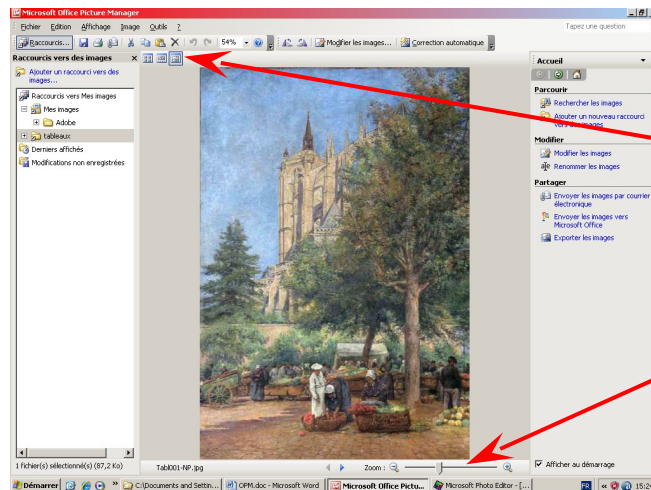 Microsoft Office Picture Manager
Fichier Edition Affichage Image Outils ? Tapez une question
Raccourcis... 54% Modifier les images... Correction automatique
Raccourcis vers des images
Ajouter un raccourci vers des
images...
Raccourcis vers Mes images
Mes images
Adobe
tableaux
Derniers affichés
Modifications non enregistrées
Accueil
Parcourir
Rechercher les images
Ajouter un nouveau raccourci
vers des images
Modifier
Modifier les images
Renommer les images
Partager
Envoyer les images par courrier
électronique
Envoyer les images vers
Microsoft Office
Exporter les images
1 fichier(s) sélectionné(s) (87,2 Ko) Tabl001-NP.jpg Zoom : Afficher au démarrage
Démarrer C:\Documents and Settin... OPM.doc - Microsoft Word Microsoft Office Pictu... Microsoft Photo Editor - [... FR 15:24